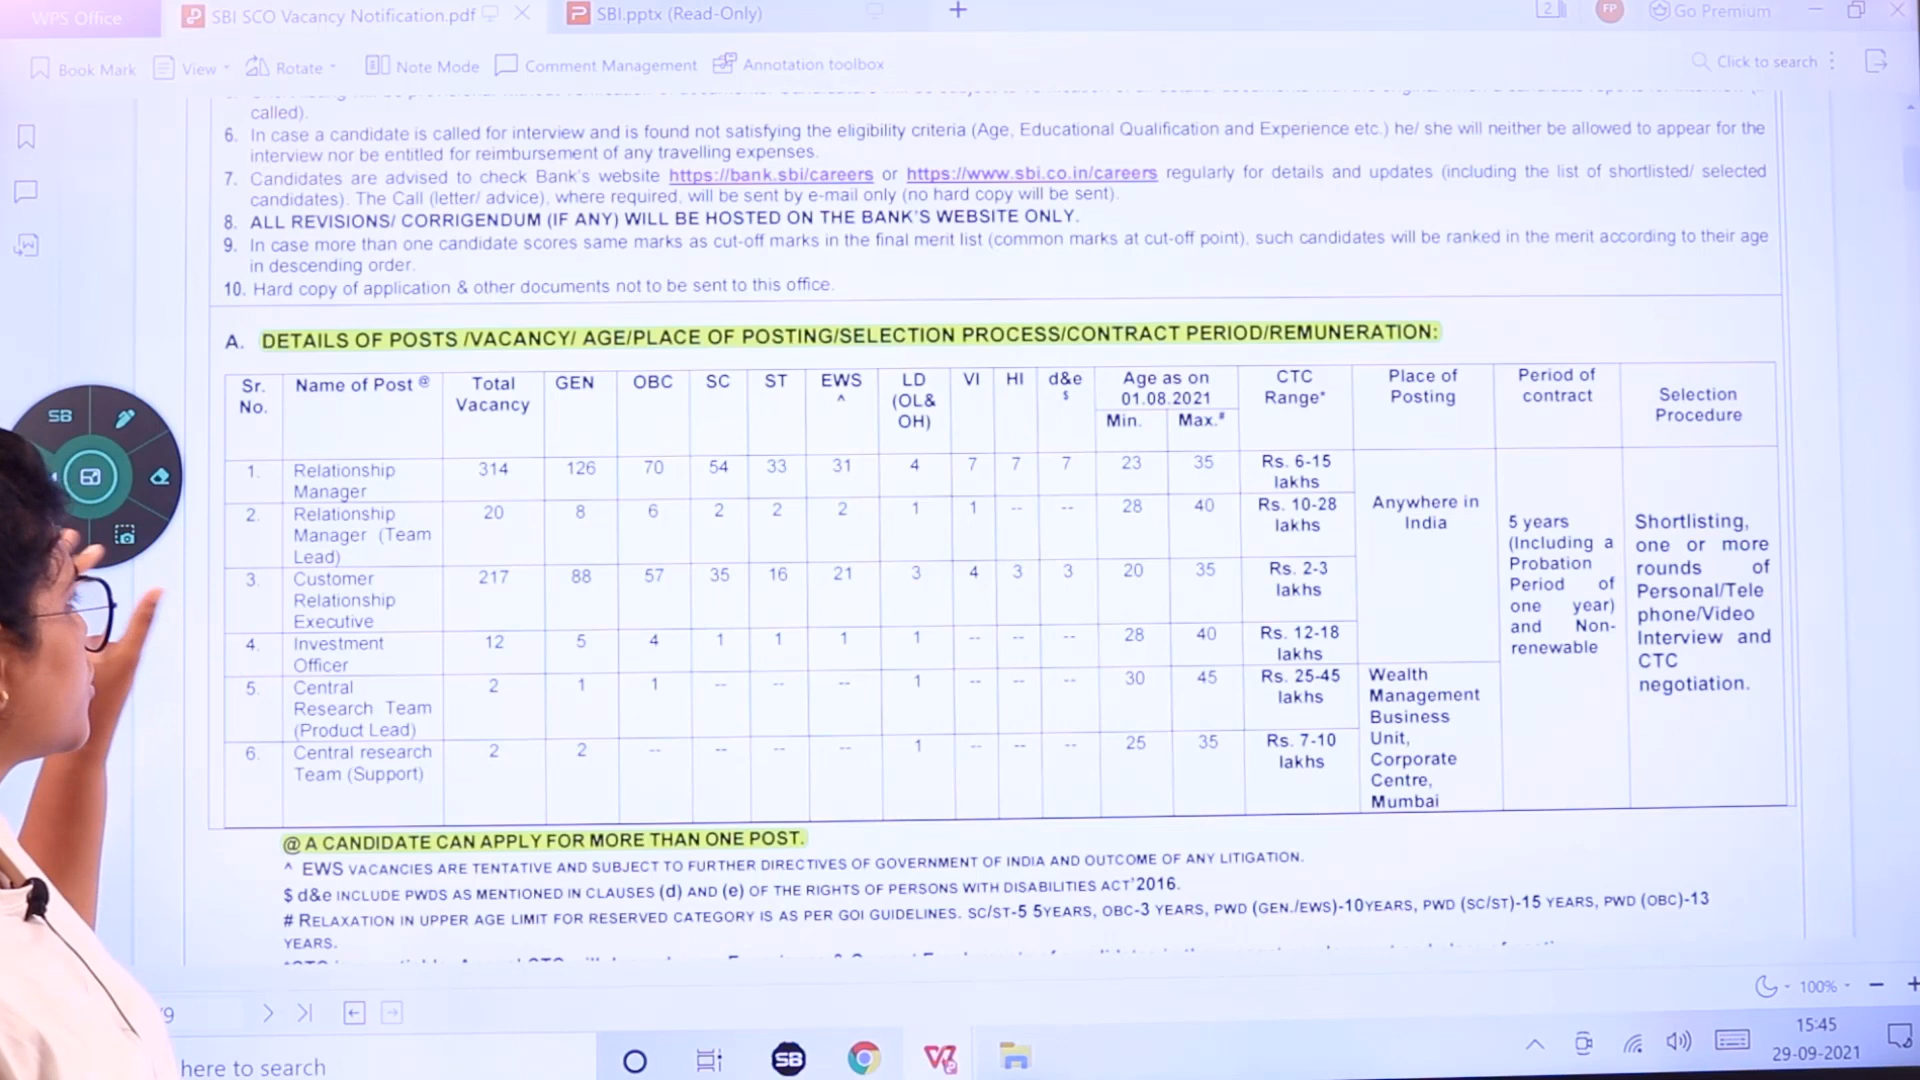 WPS Office
SBI SCO Vacancy Notification.pdf
SBI.pptx (Read-Only)
2
FP
Go Premium
Book Mark
View
Rotate
Note Mode
Comment Management
Annotation toolbox
Click to search
called).
6. In case a candidate is called for interview and is found not satisfying the eligibility criteria (Age, Educational Qualification and Experience etc.) he/ she will neither be allowed to appear for the
interview nor be entitled for reimbursement of any travelling expenses.
7. Candidates are advised to check Bank's website https://bank.sbi/careers or https://www.sbi.co.in/careers regularly for details and updates (including the list of shortlisted/ selected
candidates). The Call (letter/ advice), where required, will be sent by e-mail only (no hard copy will be sent).
8. ALL REVISIONS/ CORRIGENDUM (IF ANY) WILL BE HOSTED ON THE BANK'S WEBSITE ONLY.
9. In case more than one candidate scores same marks as cut-off marks in the final merit list (common marks at cut-off point), such candidates will be ranked in the merit according to their age
in descending order.
10. Hard copy of application & other documents not to be sent to this office.
A. DETAILS OF POSTS /VACANCY/ AGE/PLACE OF POSTING/SELECTION PROCESS/CONTRACT PERIOD/REMUNERATION:
Sr. No. Name of Post @ Total Vacancy GEN OBC SC ST EWS ^ LD (OL& OH) VI HI d&e $ Age as on 01.08.2021 Min. Max.# CTC Range* Place of Posting Period of contract Selection Procedure
1. Relationship Manager 314 126 70 54 33 31 4 7 7 7 23 35 Rs. 6-15 lakhs
2. Relationship Manager (Team Lead) 20 8 6 2 2 2 1 1 -- -- 28 40 Rs. 10-28 lakhs
3. Customer Relationship Executive 217 88 57 35 16 21 3 4 3 3 20 35 Rs. 2-3 lakhs
4. Investment Officer 12 5 4 1 1 1 1 -- -- -- 28 40 Rs. 12-18 lakhs
Anywhere in India
5. Central Research Team (Product Lead) 2 1 1 -- -- -- 1 -- -- -- 30 45 Rs. 25-45 lakhs
6. Central research Team (Support) 2 2 -- -- -- -- 1 -- -- -- 25 35 Rs. 7-10 lakhs
Wealth Management Business Unit, Corporate Centre, Mumbai
5 years (Including a Probation Period of one year) and Non-renewable
Shortlisting, one or more rounds of Personal/Tele phone/Video Interview and CTC negotiation.
@ A CANDIDATE CAN APPLY FOR MORE THAN ONE POST.
^ EWS VACANCIES ARE TENTATIVE AND SUBJECT TO FURTHER DIRECTIVES OF GOVERNMENT OF INDIA AND OUTCOME OF ANY LITIGATION.
$ d&e INCLUDE PWDS AS MENTIONED IN CLAUSES (d) AND (e) OF THE RIGHTS OF PERSONS WITH DISABILITIES ACT'2016.
# RELAXATION IN UPPER AGE LIMIT FOR RESERVED CATEGORY IS AS PER GOI GUIDELINES. SC/ST-5 5YEARS, OBC-3 YEARS, PWD (GEN./EWS)-10YEARS, PWD (SC/ST)-15 YEARS, PWD (OBC)-13
YEARS.
SB
/9
100%
here to search
SB
15:45
29-09-2021